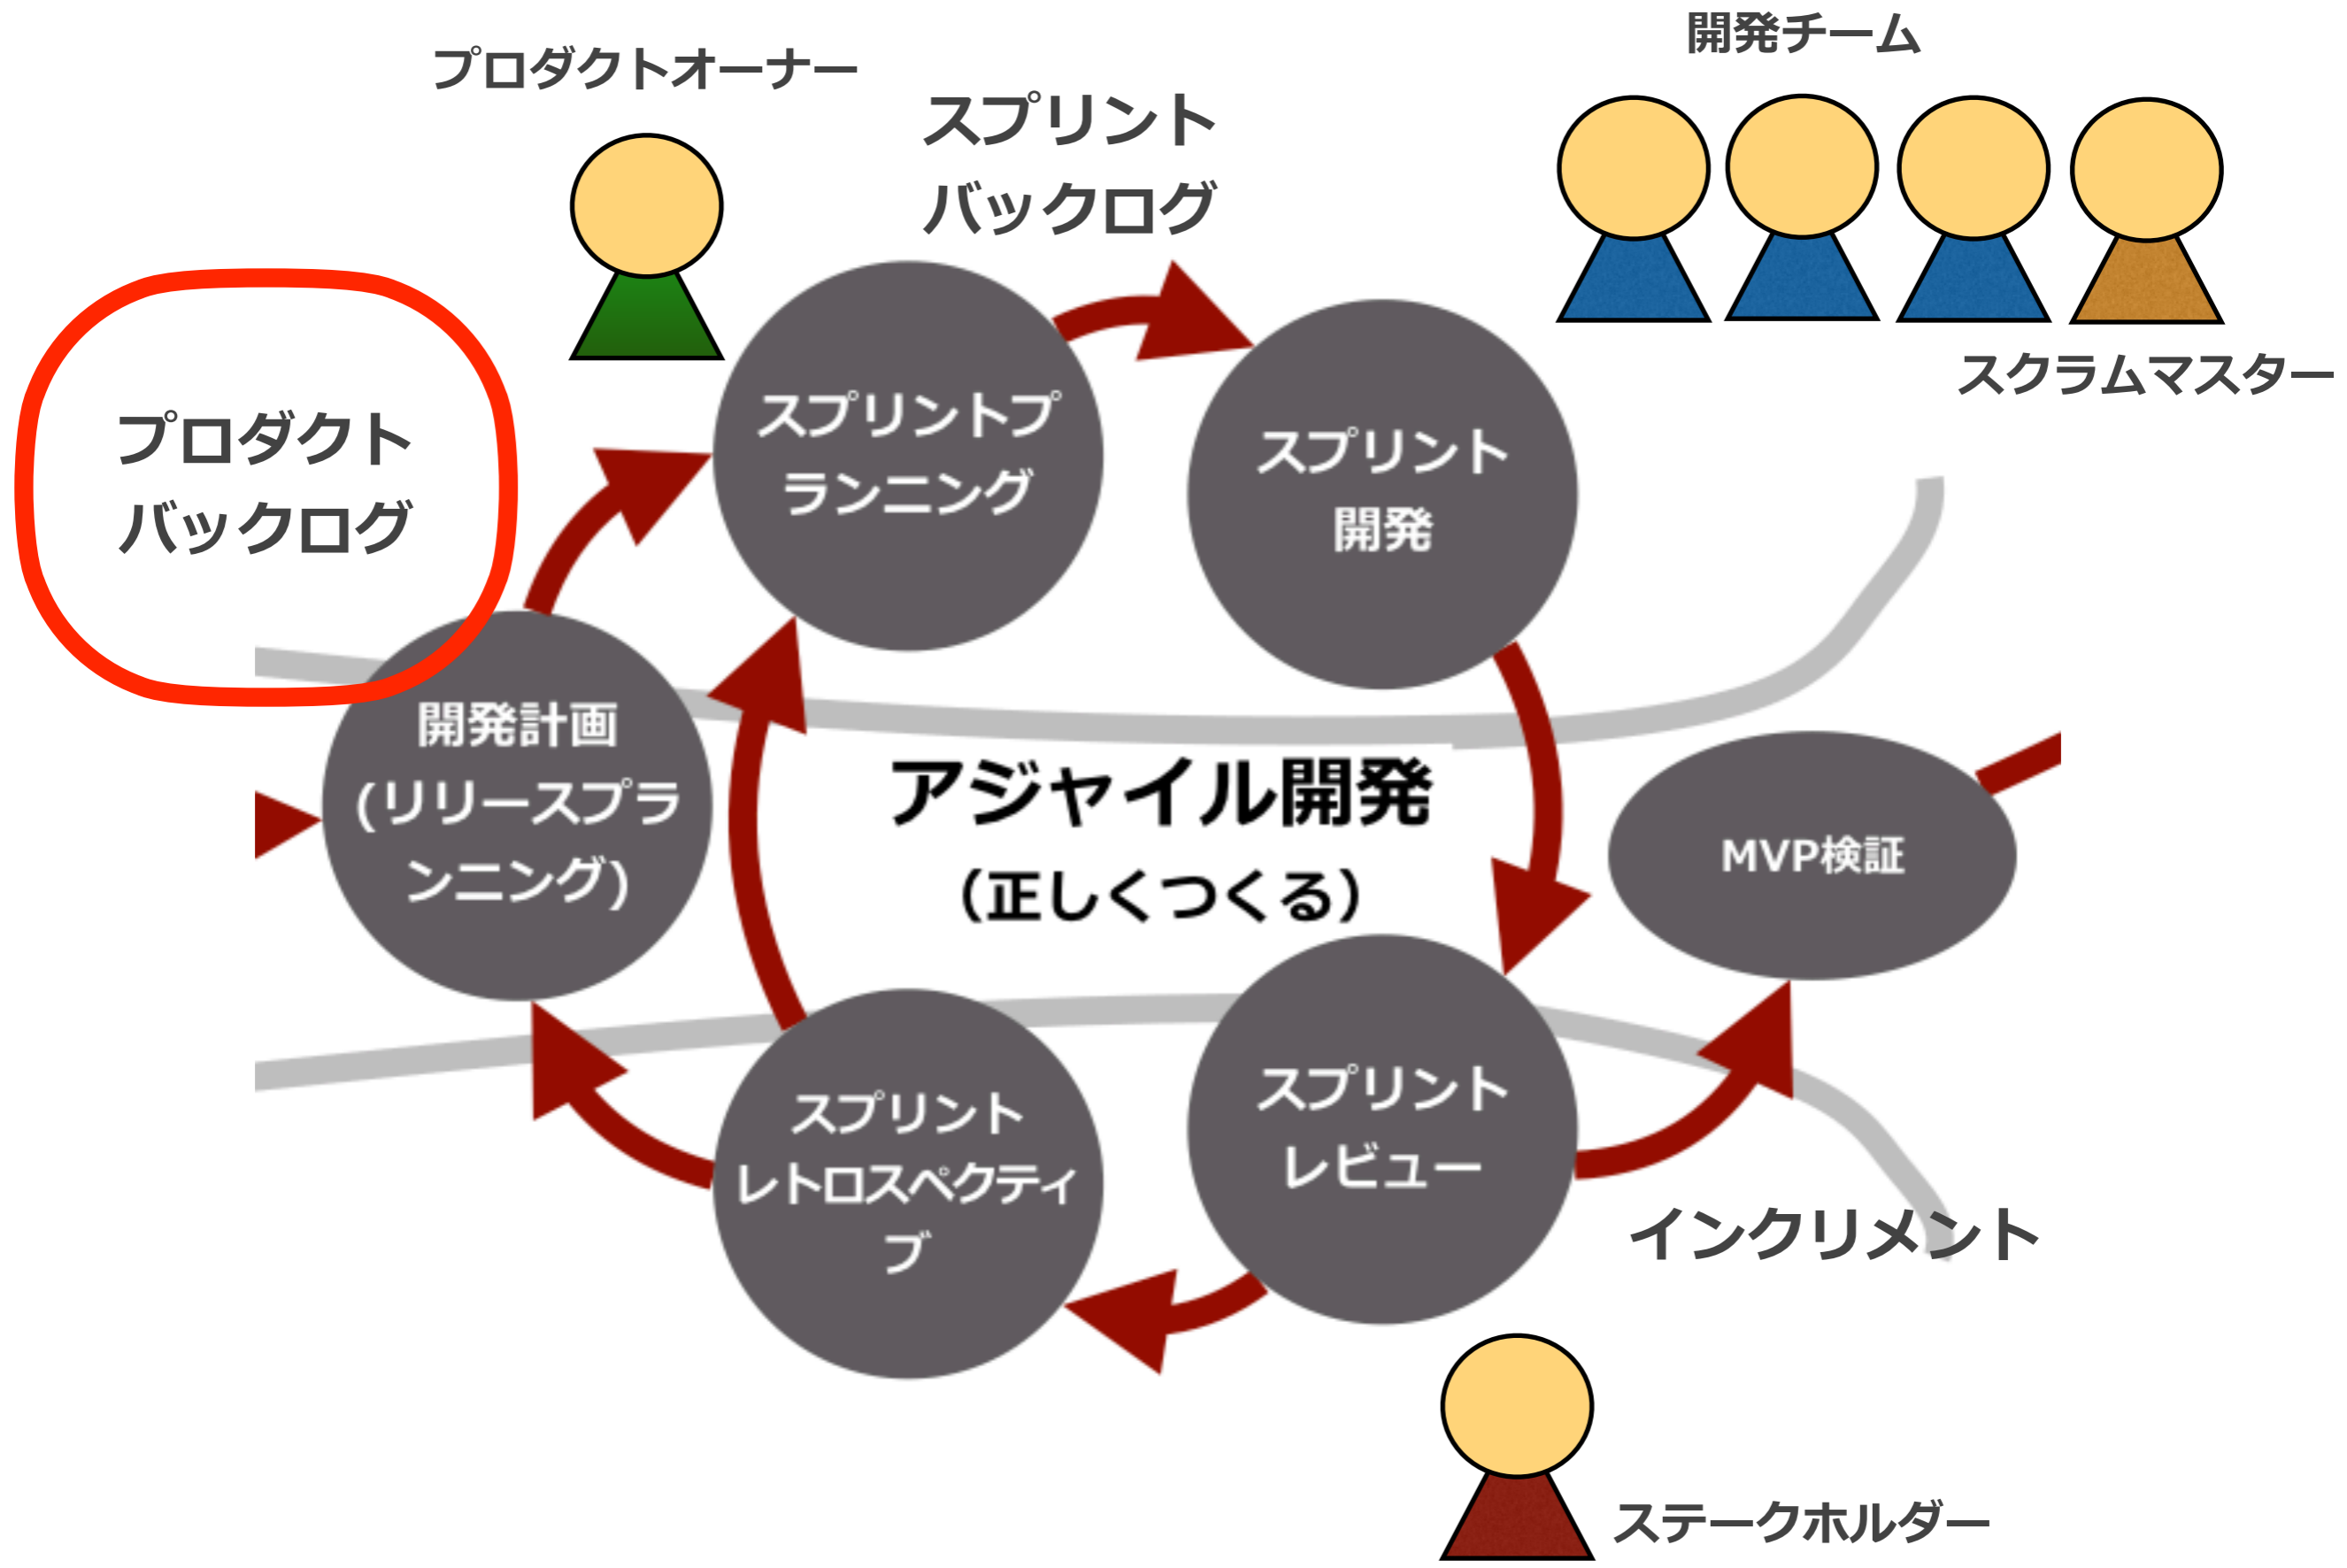 開発チーム
プロダクトオーナー
スプリント
バックログ
スクラムマスター
プロダクト
バックログ
スプリントプ
ランニング
スプリント
開発
開発計画
(リリースプラ
ンニング)
アジャイル開発
（正しくつくる）
MVP検証
スプリント
レトロスペクティ
ブ
スプリント
レビュー
インクリメント
ステークホルダー